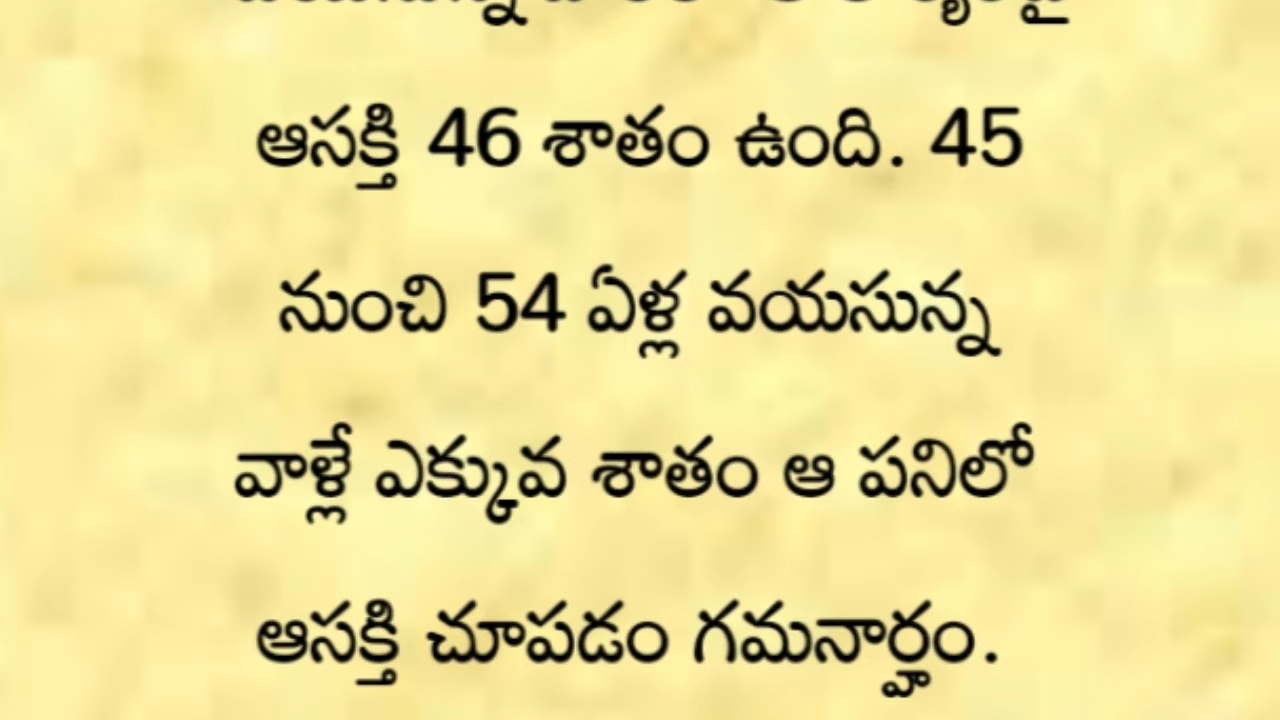 ఆసక్తి 46 శాతం ఉంది. 45
నుంచి 54 ఏళ్ల వయసున్న
వాళ్లే ఎక్కువ శాతం ఆ పనిలో
ఆసక్తి చూపడం గమనార్హం.